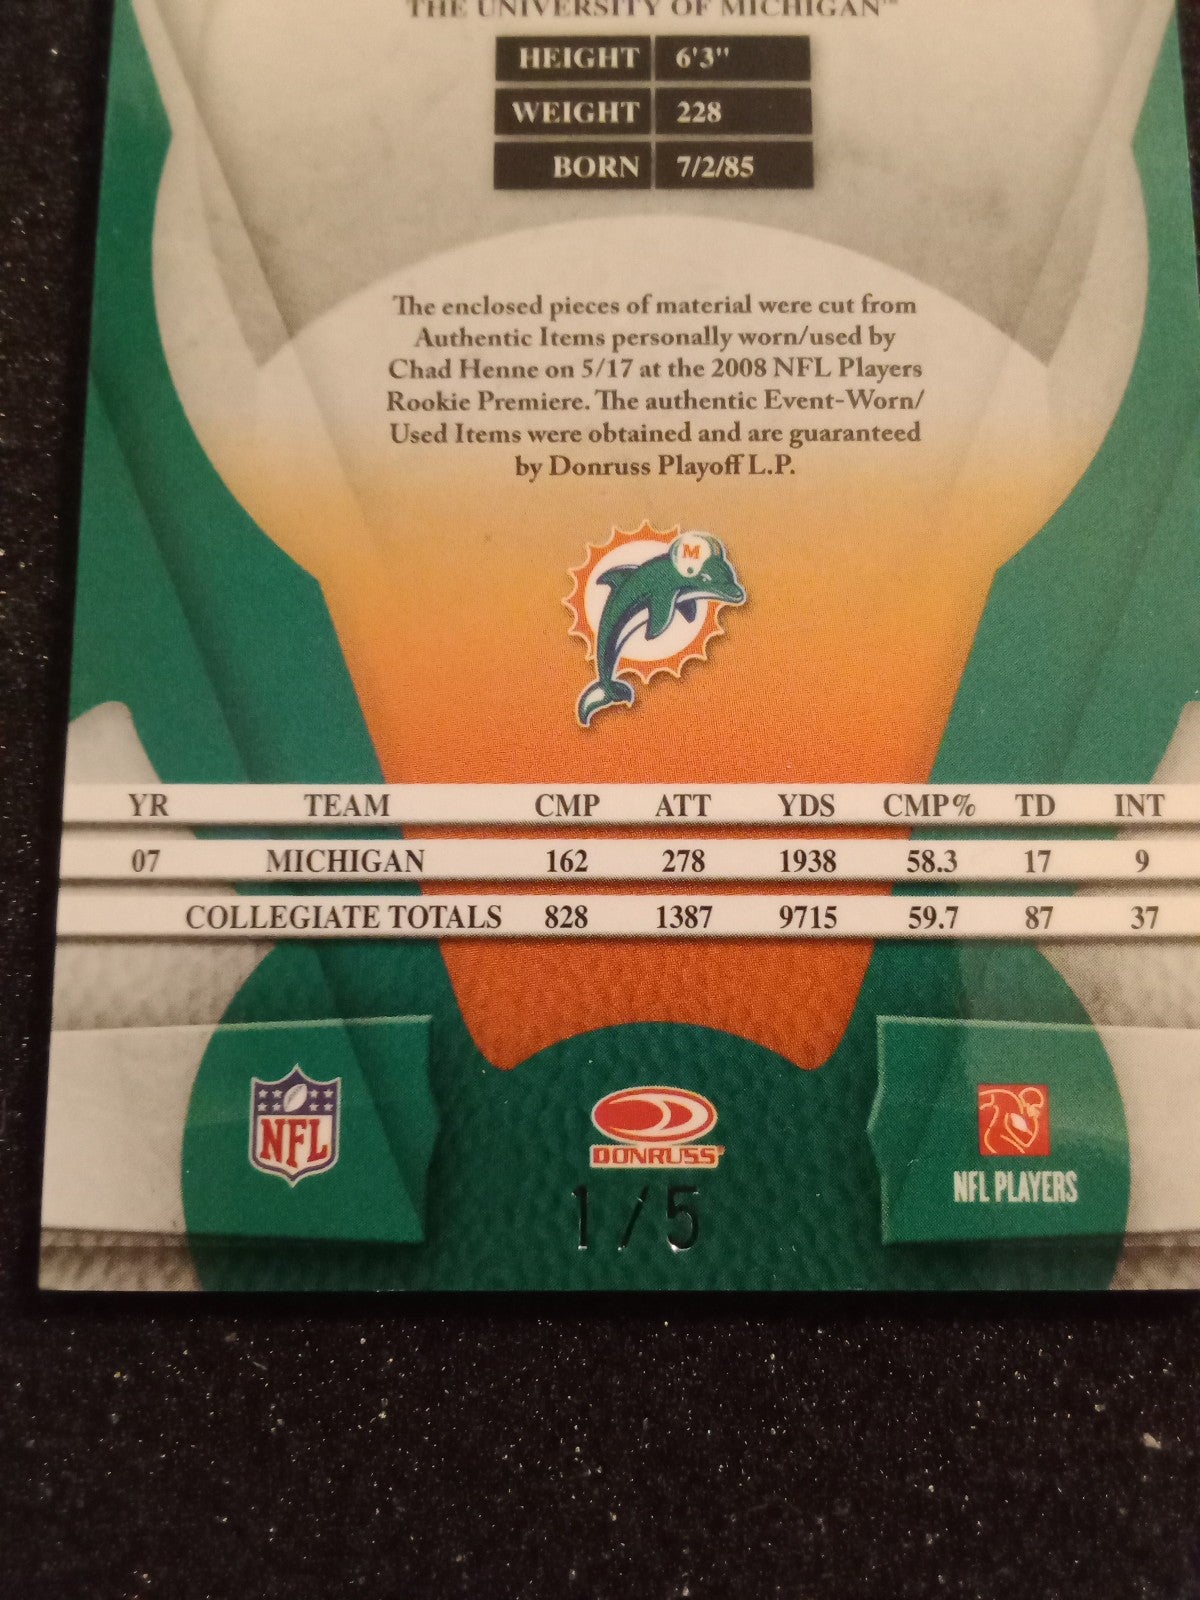 THE UNIVERSITY OF MICHIGAN™
HEIGHT 6'3"
WEIGHT 228
BORN 7/2/85
The enclosed pieces of material were cut from
Authentic Items personally worn/used by
Chad Henne on 5/17 at the 2008 NFL Players
Rookie Premiere. The authentic Event-Worn/
Used Items were obtained and are guaranteed
by Donruss Playoff L.P.
M
YR TEAM CMP ATT YDS CMP% TD INT
07 MICHIGAN 162 278 1938 58.3 17 9
COLLEGIATE TOTALS 828 1387 9715 59.7 87 37
NFL
DONRUSS
NFL PLAYERS
1/5